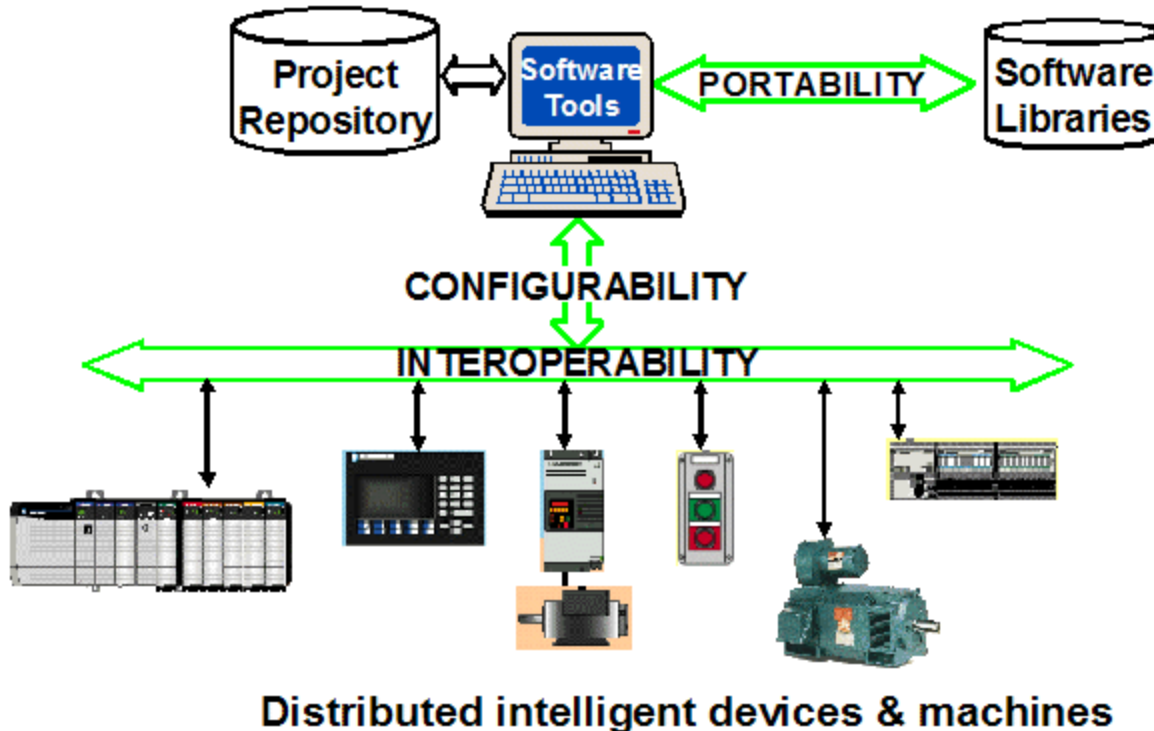 Project
Repository
Software
Tools
PORTABILITY
Software
Libraries
CONFIGURABILITY
INTEROPERABILITY
Distributed intelligent devices & machines